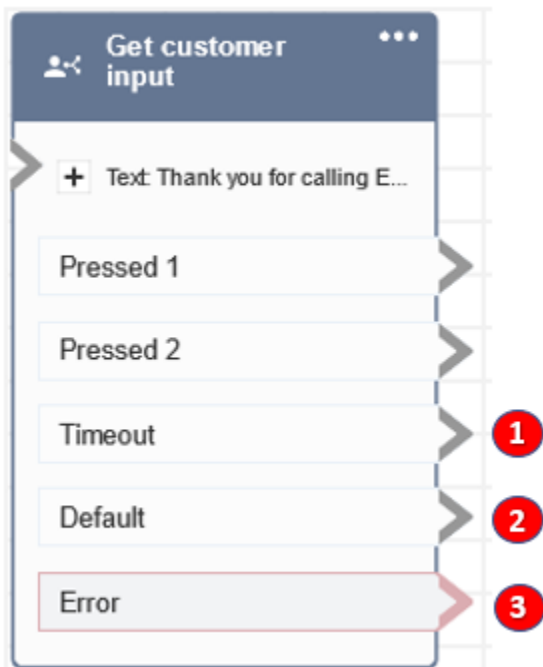 Get customer
input
+ Text: Thank you for calling E...
Pressed 1
Pressed 2
Timeout
1
Default
2
Error
3